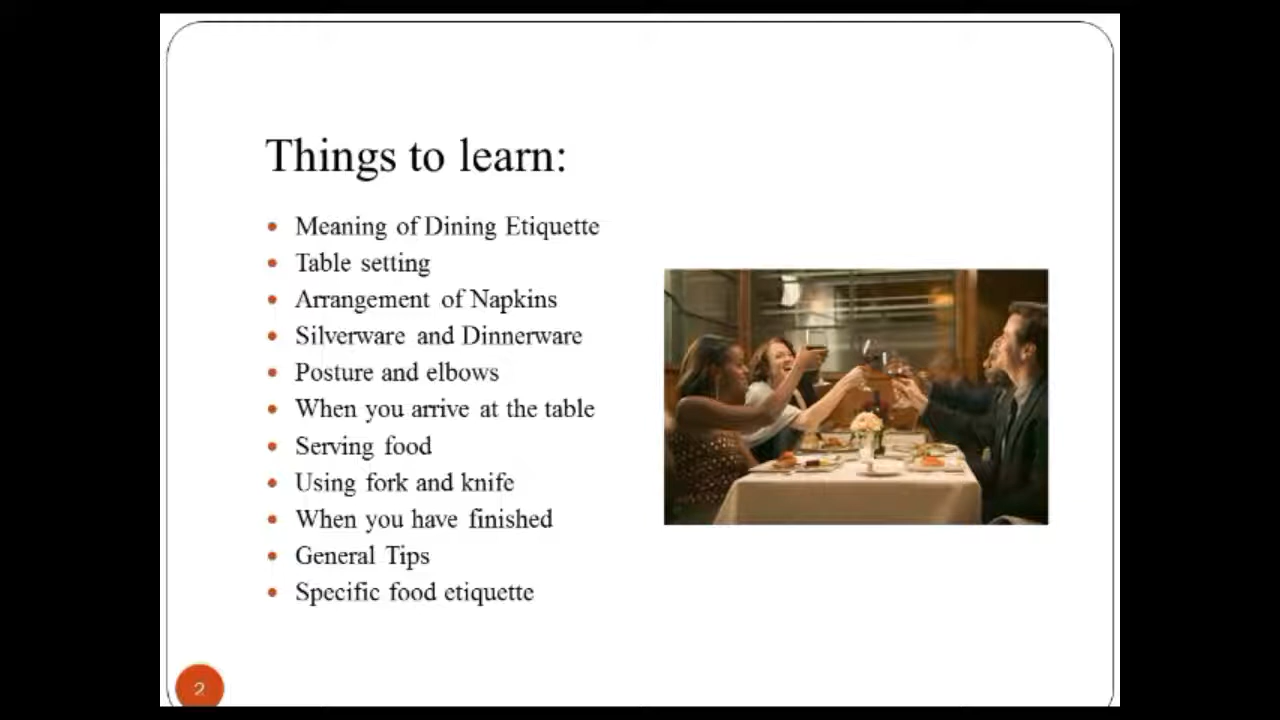 Things to learn:
Meaning of Dining Etiquette
Table setting
Arrangement of Napkins
Silverware and Dinnerware
Posture and elbows
When you arrive at the table
Serving food
Using fork and knife
When you have finished
General Tips
Specific food etiquette
2